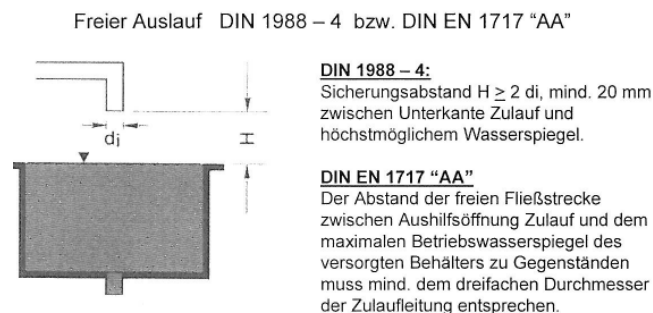 Freier Auslauf DIN 1988 – 4 bzw. DIN EN 1717 “AA”
di
H
DIN 1988 – 4:
Sicherungsabstand H ≥ 2 di, mind. 20 mm
zwischen Unterkante Zulauf und
höchstmöglichem Wasserspiegel.
DIN EN 1717 “AA”
Der Abstand der freien Fließstrecke
zwischen Aushilfsöffnung Zulauf und dem
maximalen Betriebswasserspiegel des
versorgten Behälters zu Gegenständen
muss mind. dem dreifachen Durchmesser
der Zulaufleitung entsprechen.